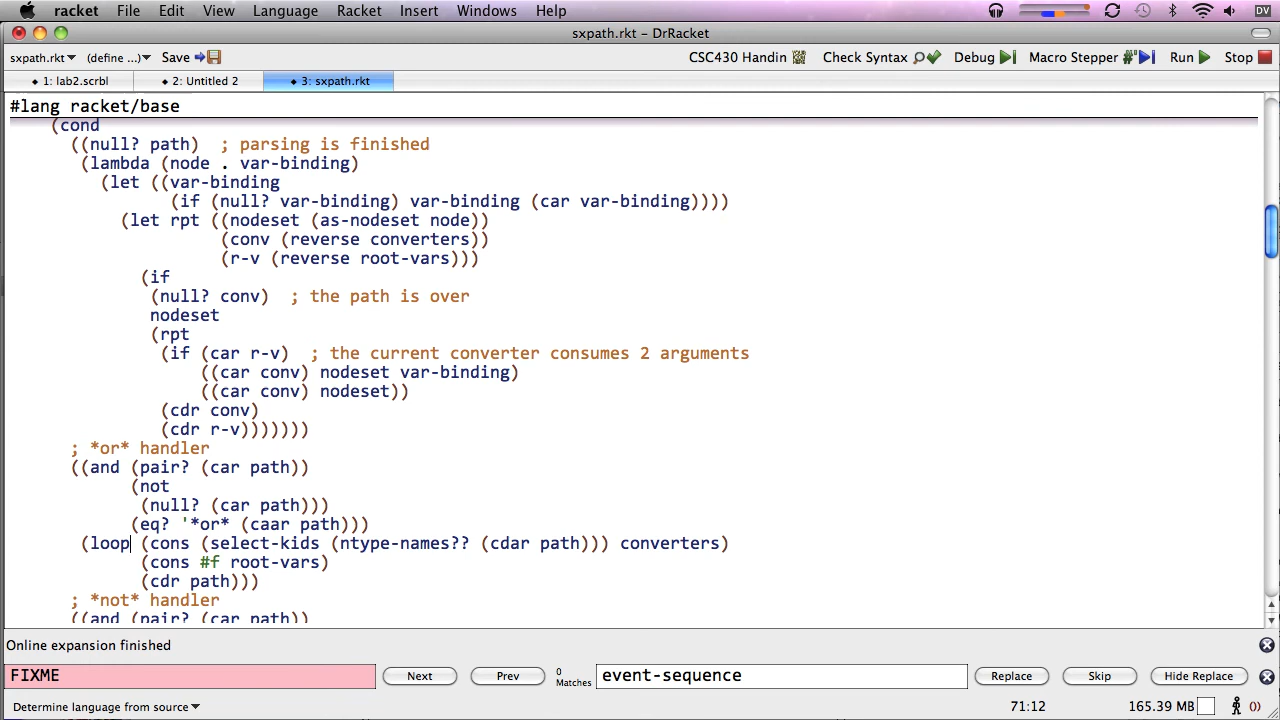 racket File Edit View Language Racket Insert Windows Help DV
sxpath.rkt – DrRacket
sxpath.rkt (define ...) Save CSC430 Handin Check Syntax Debug Macro Stepper Run Stop
1: lab2.scrbl 2: Untitled 2 3: sxpath.rkt
#lang racket/base
(cond
((null? path) ; parsing is finished
(lambda (node . var-binding)
(let ((var-binding
(if (null? var-binding) var-binding (car var-binding))))
(let rpt ((nodeset (as-nodeset node))
(conv (reverse converters))
(r-v (reverse root-vars)))
(if
(null? conv) ; the path is over
nodeset
(rpt
(if (car r-v) ; the current converter consumes 2 arguments
((car conv) nodeset var-binding)
((car conv) nodeset))
(cdr conv)
(cdr r-v)))))))
; *or* handler
((and (pair? (car path))
(not
(null? (car path)))
(eq? '*or* (caar path)))
(loop (cons (select-kids (ntype-names?? (cdar path))) converters)
(cons #f root-vars)
(cdr path)))
; *not* handler
((and (pair? (car path))
Online expansion finished
FIXME Next Prev 0 Matches event-sequence Replace Skip Hide Replace
Determine language from source 71:12 165.39 MB